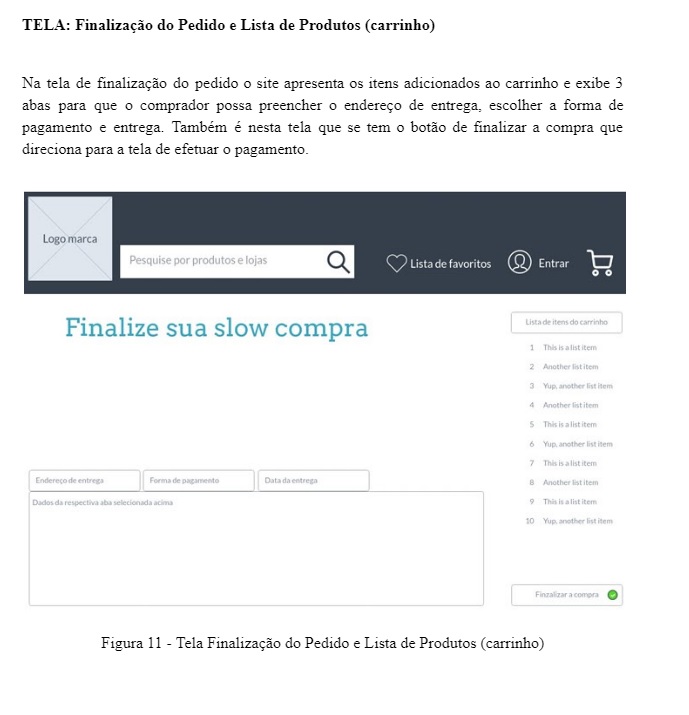 TELA: Finalização do Pedido e Lista de Produtos (carrinho)
Na tela de finalização do pedido o site apresenta os itens adicionados ao carrinho e exibe 3
abas para que o comprador possa preencher o endereço de entrega, escolher a forma de
pagamento e entrega. Também é nesta tela que se tem o botão de finalizar a compra que
direciona para a tela de efetuar o pagamento.
Logo marca
Pesquise por produtos e lojas
Lista de favoritos
Entrar
Finalize sua slow compra
Lista de itens do carrinho
1 This is a list item
2 Another list item
3 Yup, another list item
4 Another list item
5 This is a list item
6 Yup, another list item
7 This is a list item
8 Another list item
9 This is a list item
10 Yup, another list item
Endereço de entrega
Forma de pagamento
Data da entrega
Dados da respectiva aba selecionada acima
Finzalizar a compra
Figura 11 - Tela Finalização do Pedido e Lista de Produtos (carrinho)